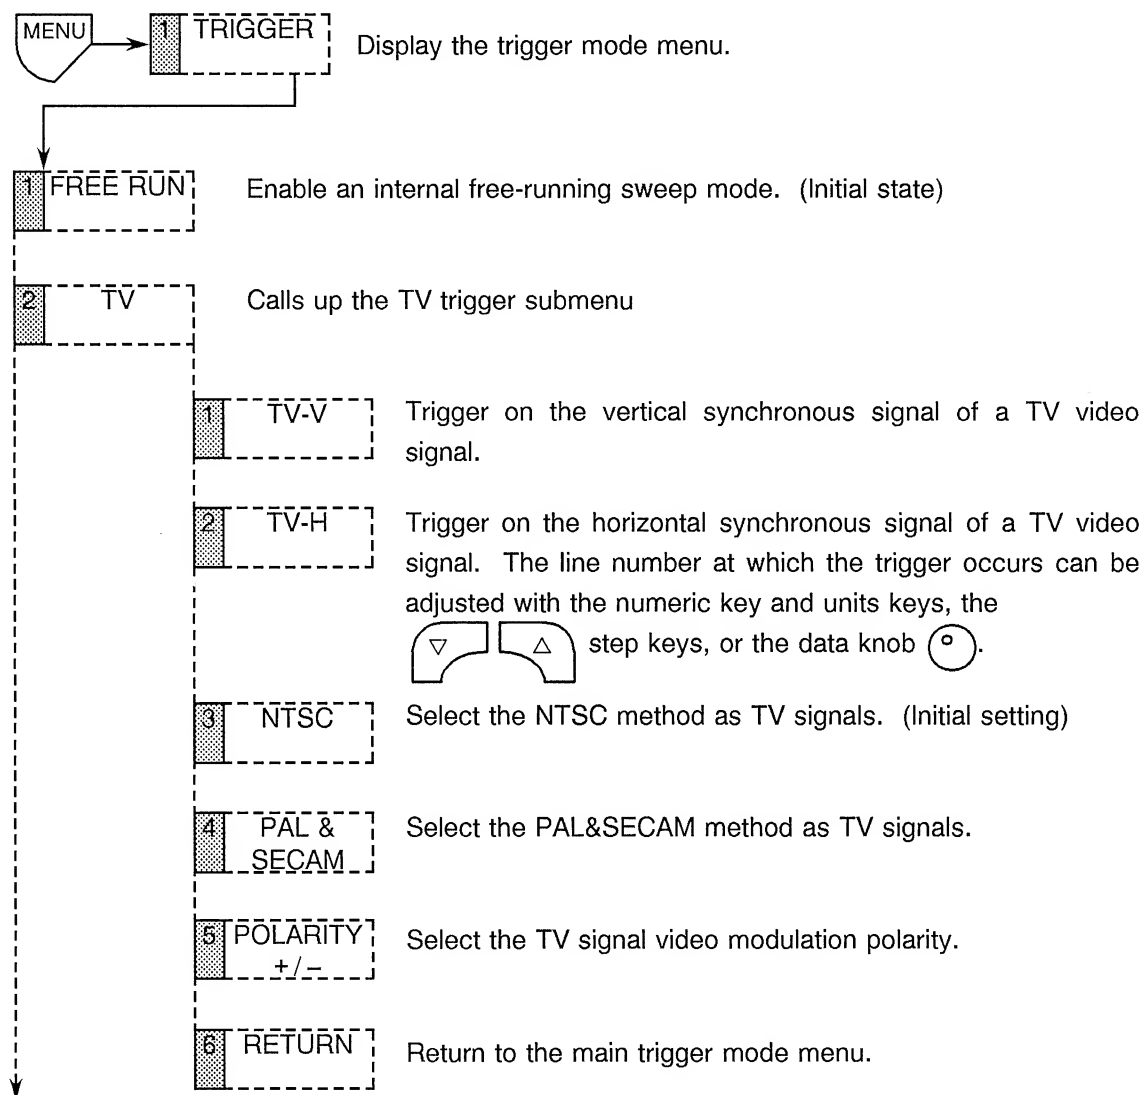 MENU
1 TRIGGER
Display the trigger mode menu.
1 FREE RUN
Enable an internal free-running sweep mode. (Initial state)
2 TV
Calls up the TV trigger submenu
1 TV-V
Trigger on the vertical synchronous signal of a TV video
signal.
2 TV-H
Trigger on the horizontal synchronous signal of a TV video
signal. The line number at which the trigger occurs can be
adjusted with the numeric key and units keys, the
▽ △ step keys, or the data knob .
3 NTSC
Select the NTSC method as TV signals. (Initial setting)
4 PAL &
SECAM
Select the PAL&SECAM method as TV signals.
5 POLARITY
+/−
Select the TV signal video modulation polarity.
6 RETURN
Return to the main trigger mode menu.